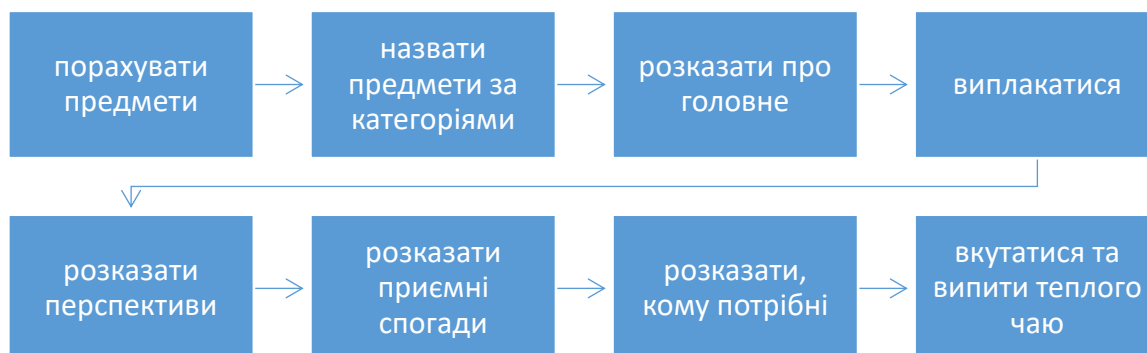 порахувати
предмети
назвати
предмети за
категоріями
розказати про
головне
виплакатися
розказати
перспективи
розказати
приємні
спогади
розказати,
кому потрібні
вкутатися та
випити теплого
чаю